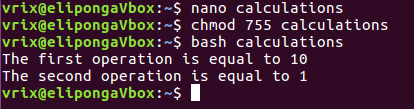 vrix@elipongaVbox:~$ nano calculations
vrix@elipongaVbox:~$ chmod 755 calculations
vrix@elipongaVbox:~$ bash calculations
The first operation is equal to 10
The second operation is equal to 1
vrix@elipongaVbox:~$